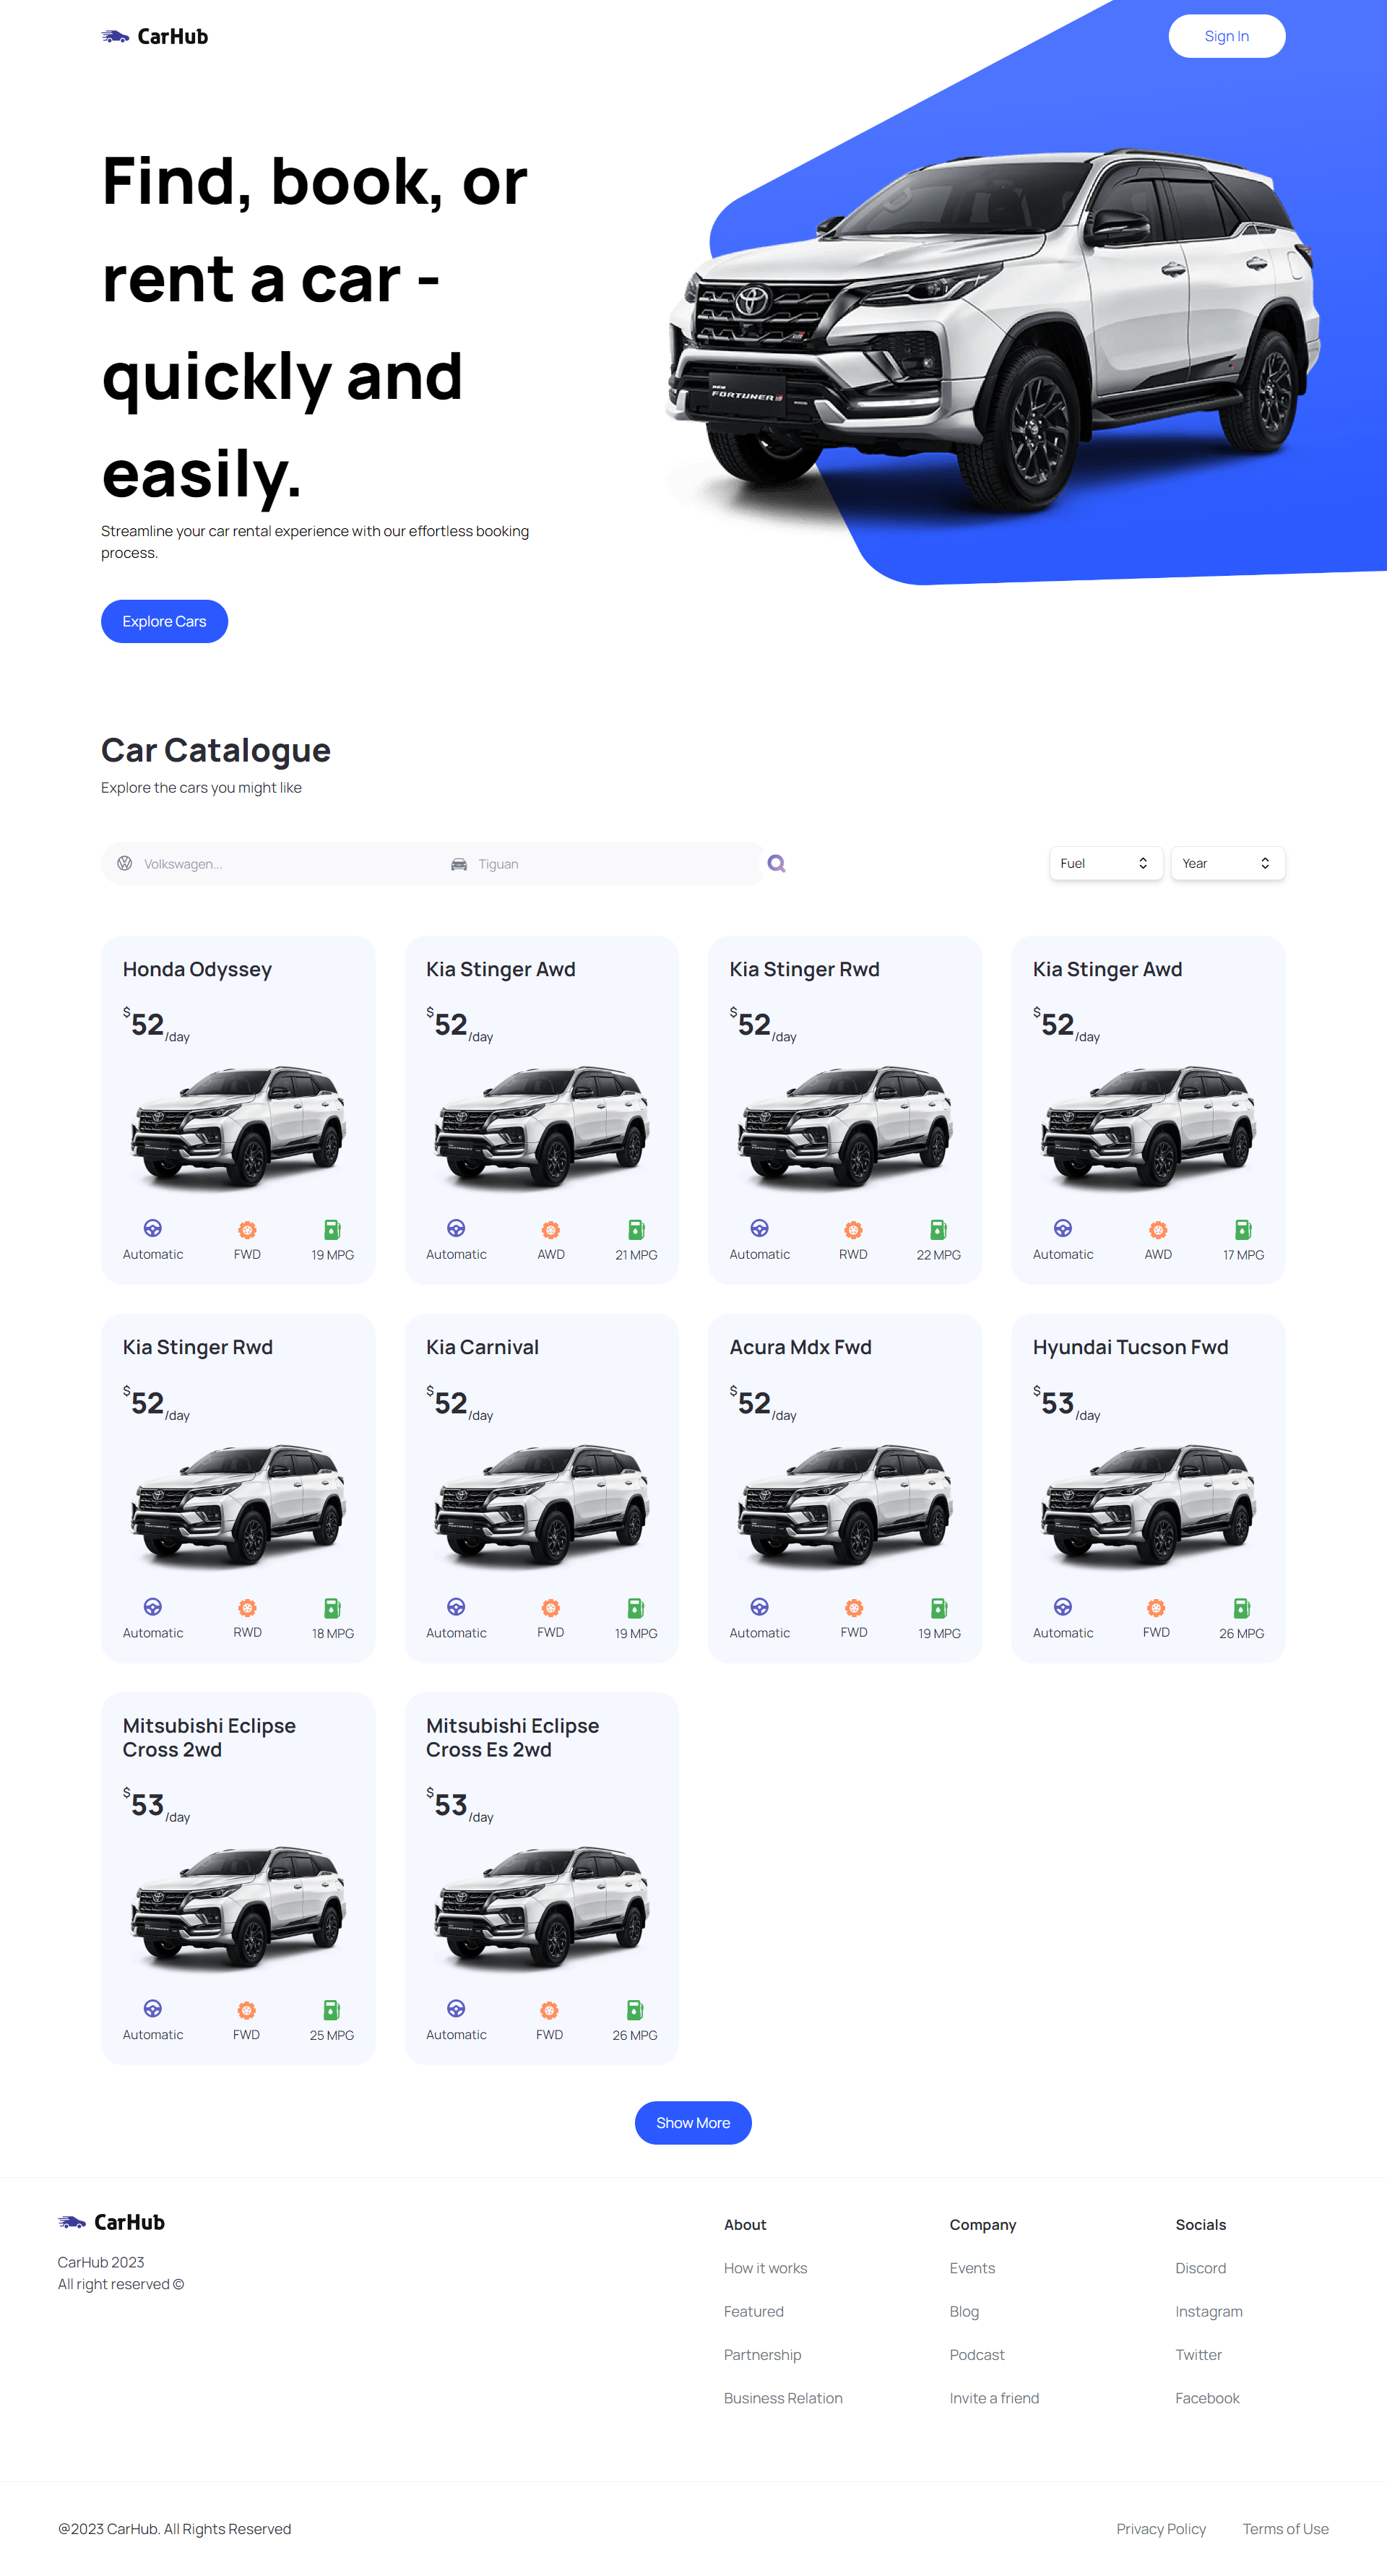 CarHub
Sign In
Find, book, or
rent a car -
quickly and
easily.
NEW
FORTUNER
Streamline your car rental experience with our effortless booking
process.
Explore Cars
Car Catalogue
Explore the cars you might like
Volkswagen...
Tiguan
Fuel
Year
Honda Odyssey
$52/day
Automatic
FWD
19 MPG
Kia Stinger Awd
$52/day
Automatic
AWD
21 MPG
Kia Stinger Rwd
$52/day
Automatic
RWD
22 MPG
Kia Stinger Awd
$52/day
Automatic
AWD
17 MPG
Kia Stinger Rwd
$52/day
Automatic
RWD
18 MPG
Kia Carnival
$52/day
Automatic
FWD
19 MPG
Acura Mdx Fwd
$52/day
Automatic
FWD
19 MPG
Hyundai Tucson Fwd
$53/day
Automatic
FWD
26 MPG
Mitsubishi Eclipse
Cross 2wd
$53/day
Automatic
FWD
25 MPG
Mitsubishi Eclipse
Cross Es 2wd
$53/day
Automatic
FWD
26 MPG
Show More
CarHub
CarHub 2023
All right reserved ©
About
How it works
Featured
Partnership
Business Relation
Company
Events
Blog
Podcast
Invite a friend
Socials
Discord
Instagram
Twitter
Facebook
@2023 CarHub. All Rights Reserved
Privacy Policy
Terms of Use